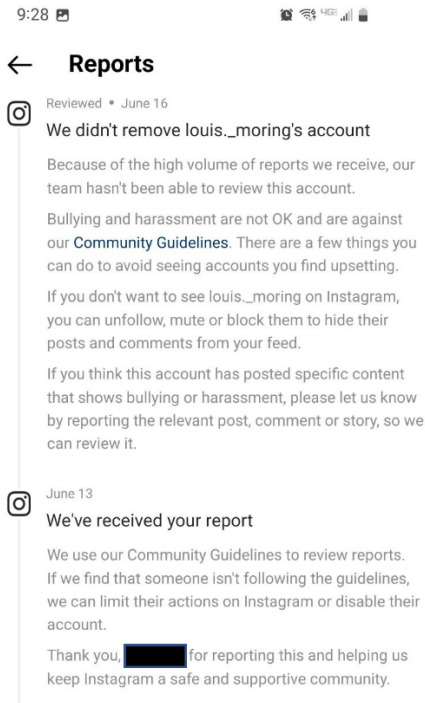 9:28
4GE
Reports
Reviewed • June 16
We didn't remove louis._moring's account
Because of the high volume of reports we receive, our
team hasn't been able to review this account.
Bullying and harassment are not OK and are against
our Community Guidelines. There are a few things you
can do to avoid seeing accounts you find upsetting.
If you don't want to see louis._moring on Instagram,
you can unfollow, mute or block them to hide their
posts and comments from your feed.
If you think this account has posted specific content
that shows bullying or harassment, please let us know
by reporting the relevant post, comment or story, so we
can review it.
June 13
We've received your report
We use our Community Guidelines to review reports.
If we find that someone isn't following the guidelines,
we can limit their actions on Instagram or disable their
account.
Thank you, for reporting this and helping us
keep Instagram a safe and supportive community.